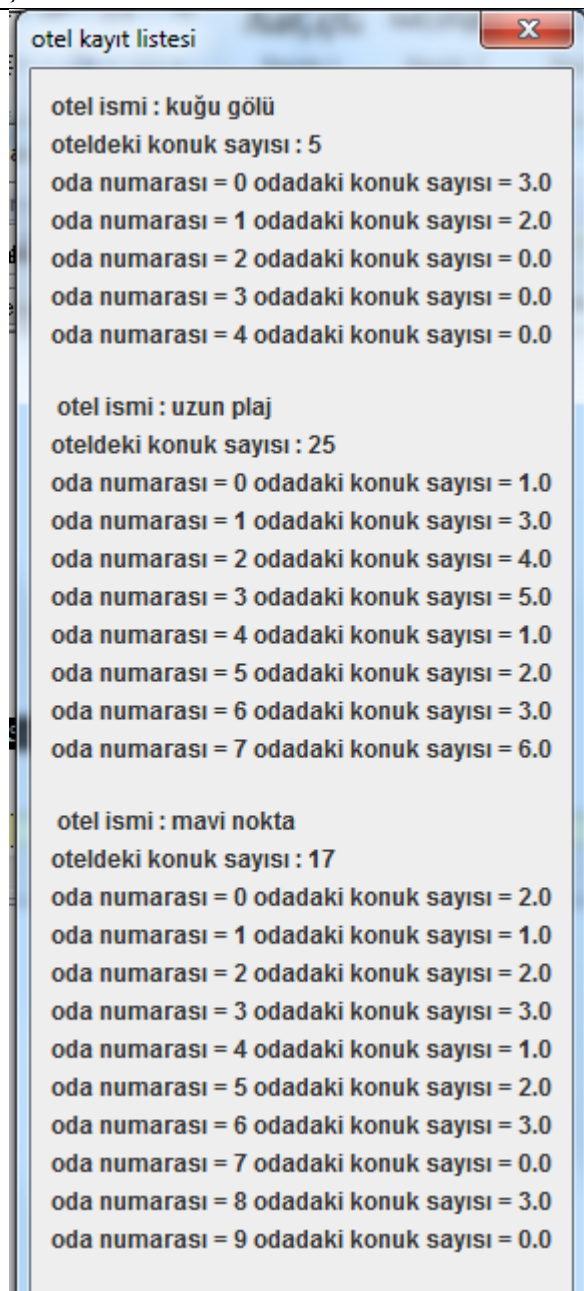 otel kayıt listesi
otel ismi : kuğu gölü
oteldeki konuk sayısı : 5
oda numarası = 0 odadaki konuk sayısı = 3.0
oda numarası = 1 odadaki konuk sayısı = 2.0
oda numarası = 2 odadaki konuk sayısı = 0.0
oda numarası = 3 odadaki konuk sayısı = 0.0
oda numarası = 4 odadaki konuk sayısı = 0.0
otel ismi : uzun plaj
oteldeki konuk sayısı : 25
oda numarası = 0 odadaki konuk sayısı = 1.0
oda numarası = 1 odadaki konuk sayısı = 3.0
oda numarası = 2 odadaki konuk sayısı = 4.0
oda numarası = 3 odadaki konuk sayısı = 5.0
oda numarası = 4 odadaki konuk sayısı = 1.0
oda numarası = 5 odadaki konuk sayısı = 2.0
oda numarası = 6 odadaki konuk sayısı = 3.0
oda numarası = 7 odadaki konuk sayısı = 6.0
otel ismi : mavi nokta
oteldeki konuk sayısı : 17
oda numarası = 0 odadaki konuk sayısı = 2.0
oda numarası = 1 odadaki konuk sayısı = 1.0
oda numarası = 2 odadaki konuk sayısı = 2.0
oda numarası = 3 odadaki konuk sayısı = 3.0
oda numarası = 4 odadaki konuk sayısı = 1.0
oda numarası = 5 odadaki konuk sayısı = 2.0
oda numarası = 6 odadaki konuk sayısı = 3.0
oda numarası = 7 odadaki konuk sayısı = 0.0
oda numarası = 8 odadaki konuk sayısı = 3.0
oda numarası = 9 odadaki konuk sayısı = 0.0